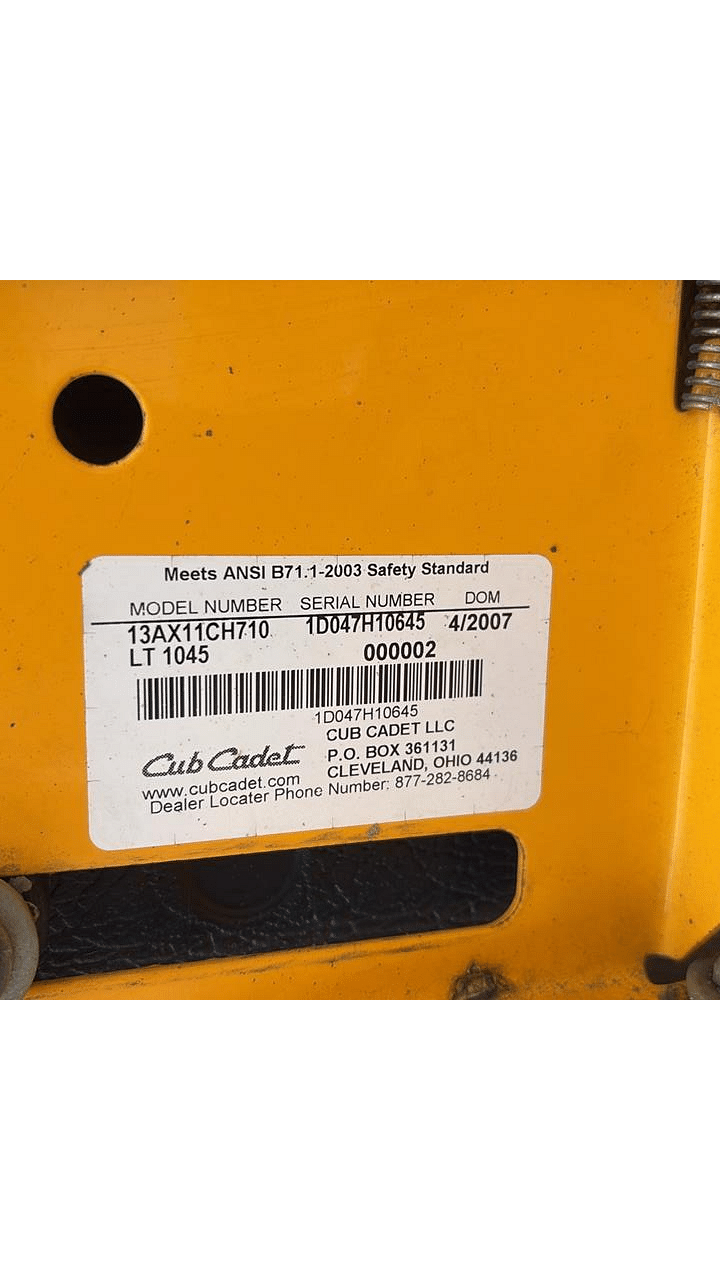 Meets ANSI B71.1-2003 Safety Standard
MODEL NUMBER SERIAL NUMBER DOM
13AX11CH710 1D047H10645 4/2007
LT 1045 000002
1D047H10645
CUB CADET LLC
Cub Cadet P.O. BOX 361131
www.cubcadet.com CLEVELAND, OHIO 44136
Dealer Locater Phone Number: 877-282-8684